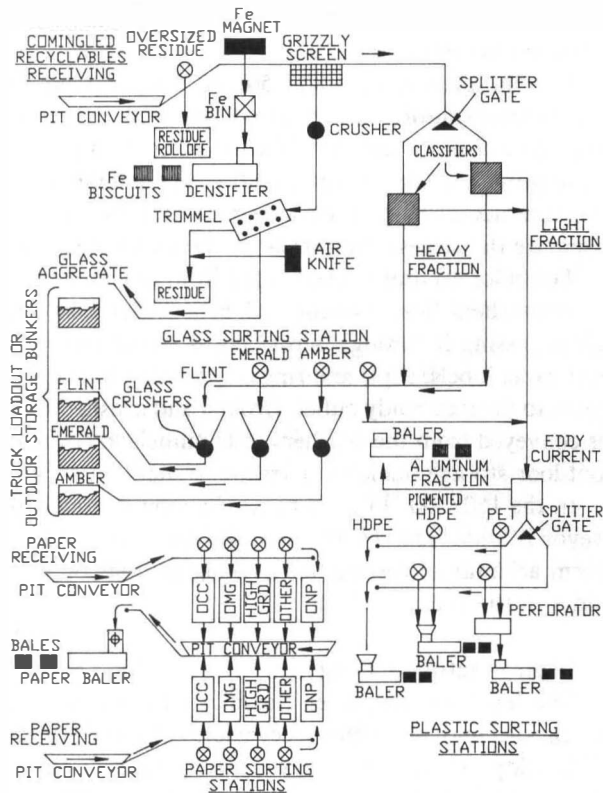 COMINGLED
RECYCLABLES
RECEIVING
OVERSIZED
RESIDUE
Fe
MAGNET
GRIZZLY
SCREEN
PIT CONVEYOR
Fe
BIN
RESIDUE
ROLLOFF
CRUSHER
SPLITTER
GATE
CLASSIFIERS
Fe
BISCUITS
DENSIFIER
TROMMEL
LIGHT
FRACTION
AIR
KNIFE
HEAVY
FRACTION
GLASS
AGGREGATE
RESIDUE
TRUCK LOADOUT OR
OUTDOOR STORAGE BUNKERS
GLASS SORTING STATION
EMERALD AMBER
FLINT
GLASS
CRUSHERS
FLINT
EMERALD
AMBER
BALER
ALUMINUM
FRACTION
EDDY
CURRENT
PIGMENTED
HDPE
HDPE
PET
SPLITTER
GATE
PAPER
RECEIVING
PIT CONVEYOR
OCC
OMG
HIGH
GRD
OTHER
ONP
PERFORATOR
BALES
PAPER
BALER
PIT CONVEYOR
BALER
BALER
BALER
OCC
OMG
HIGH
GRD
OTHER
ONP
PAPER
RECEIVING
PIT CONVEYOR
PAPER SORTING
STATIONS
PLASTIC SORTING
STATIONS